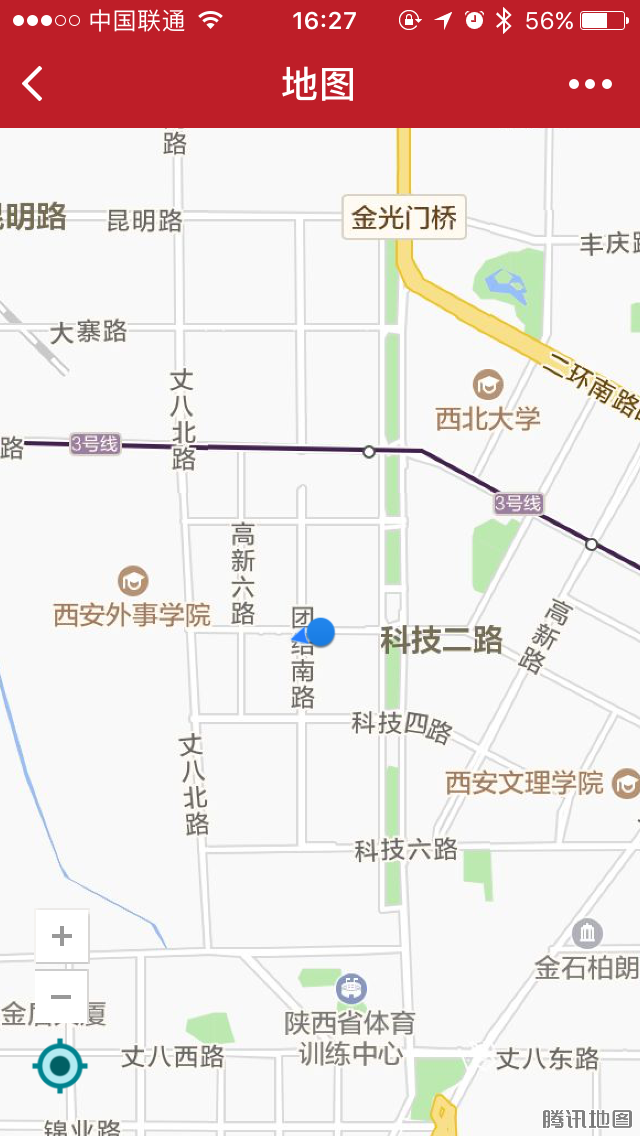 中国联通 16:27 56%
地图
路
昆明路
昆明路
金光门桥
丰庆路
大寨路
二环南路
丈八北路
西北大学
路
3号线
3号线
高新六路
西安外事学院
团结南路
科技二路
高新路
科技四路
丈八北路
西安文理学院
科技六路
+
金石柏朗
−
陕西省体育
训练中心
丈八西路
丈八东路
锦业路
腾讯地图